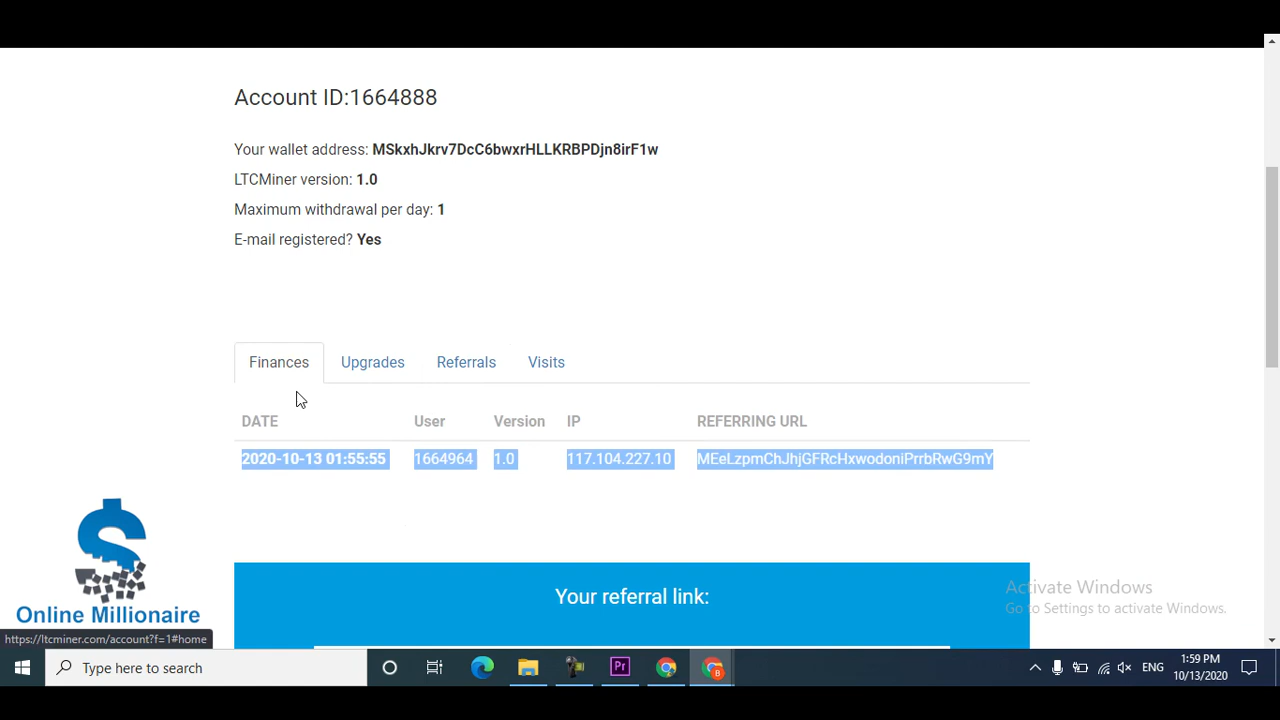 Account ID:1664888
Your wallet address: MSkxhJkrv7DcC6bwxrHLLKRBPDjn8irF1w
LTCMiner version: 1.0
Maximum withdrawal per day: 1
E-mail registered? Yes
Finances Upgrades Referrals Visits
DATE User Version IP REFERRING URL
2020-10-13 01:55:55 1664964 1.0 117.104.227.10 MEeLzpmChJhjGFRcHxwodoniPrrbRwG9mY
Your referral link:
Activate Windows
Go to Settings to activate Windows.
Online Millionaire
https://ltcminer.com/account?f=1#home
Type here to search
Pr
B
ENG
1:59 PM
10/13/2020